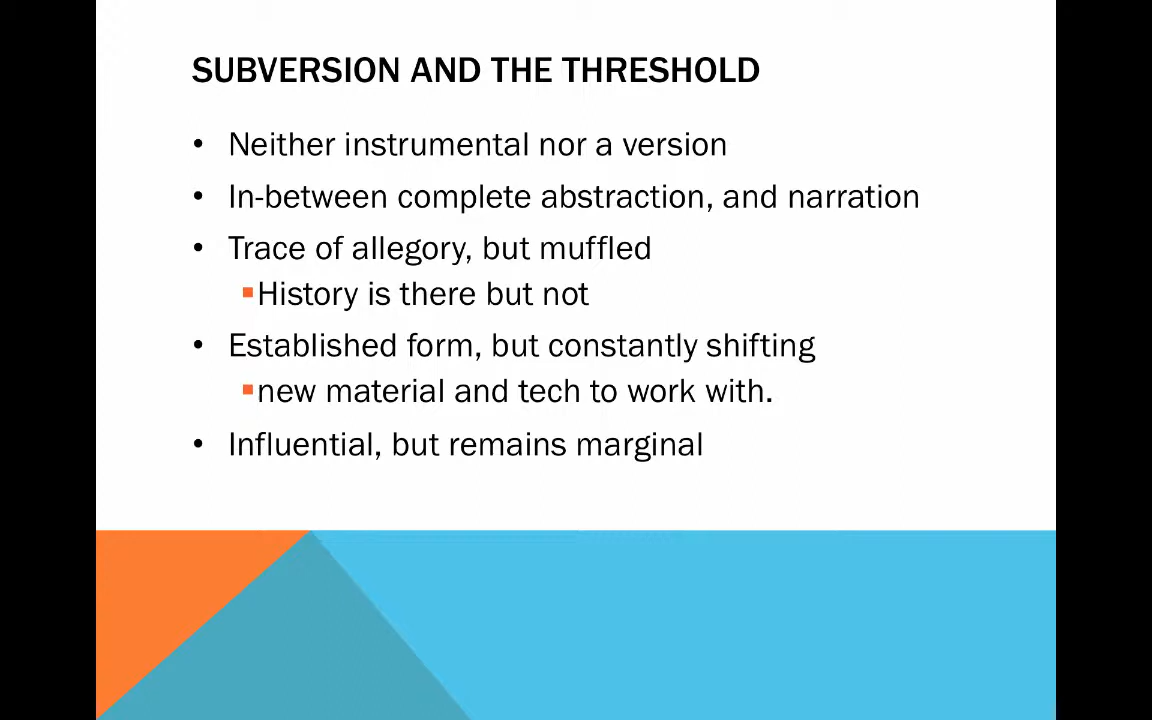 SUBVERSION AND THE THRESHOLD
• Neither instrumental nor a version
• In-between complete abstraction, and narration
• Trace of allegory, but muffled
▪History is there but not
• Established form, but constantly shifting
▪new material and tech to work with.
• Influential, but remains marginal